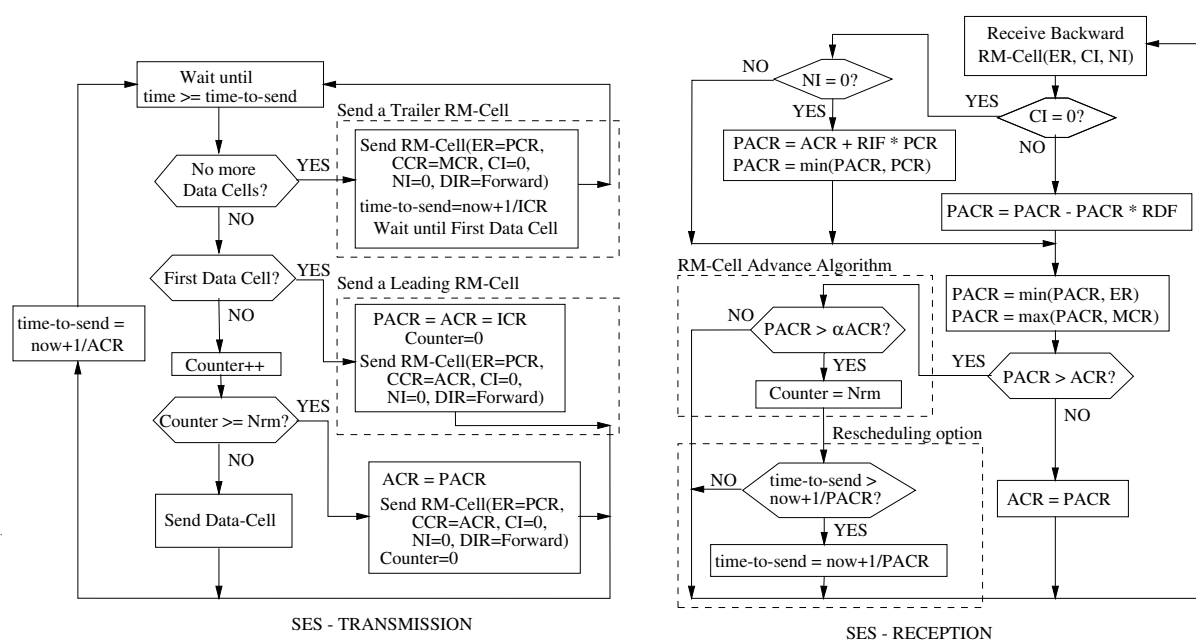 Wait until
time >= time-to-send
Send a Trailer RM-Cell
No more
Data Cells?
YES
Send RM-Cell(ER=PCR,
CCR=MCR, CI=0,
NI=0, DIR=Forward)
time-to-send=now+1/ICR
Wait until First Data Cell
NO
First Data Cell?
YES
Send a Leading RM-Cell
NO
PACR = ACR = ICR
Counter=0
Send RM-Cell(ER=PCR,
CCR=ACR, CI=0,
NI=0, DIR=Forward)
time-to-send =
now+1/ACR
Counter++
Counter >= Nrm?
YES
NO
ACR = PACR
Send RM-Cell(ER=PCR,
CCR=ACR, CI=0,
NI=0, DIR=Forward)
Counter=0
Send Data-Cell
SES - TRANSMISSION
Receive Backward
RM-Cell(ER, CI, NI)
NO
NI = 0?
YES
CI = 0?
YES
NO
PACR = ACR + RIF * PCR
PACR = min(PACR, PCR)
PACR = PACR - PACR * RDF
RM-Cell Advance Algorithm
PACR = min(PACR, ER)
PACR = max(PACR, MCR)
NO
PACR > αACR?
YES
YES
PACR > ACR?
Counter = Nrm
NO
Rescheduling option
NO
time-to-send >
now+1/PACR?
YES
ACR = PACR
time-to-send = now+1/PACR
SES - RECEPTION